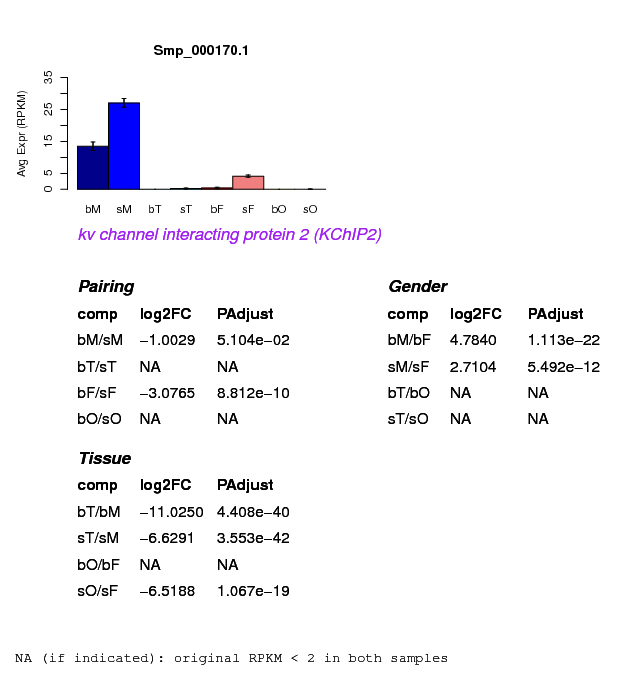 Smp_000170.1
Avg Expr (RPKM)
35
25
15
5
0
bM sM bT sT bF sF bO sO
kv channel interacting protein 2 (KChIP2)
Pairing
comp log2FC PAdjust
bM/sM −1.0029 5.104e−02
bT/sT NA NA
bF/sF −3.0765 8.812e−10
bO/sO NA NA
Gender
comp log2FC PAdjust
bM/bF 4.7840 1.113e−22
sM/sF 2.7104 5.492e−12
bT/bO NA NA
sT/sO NA NA
Tissue
comp log2FC PAdjust
bT/bM −11.0250 4.408e−40
sT/sM −6.6291 3.553e−42
bO/bF NA NA
sO/sF −6.5188 1.067e−19
NA (if indicated): original RPKM < 2 in both samples